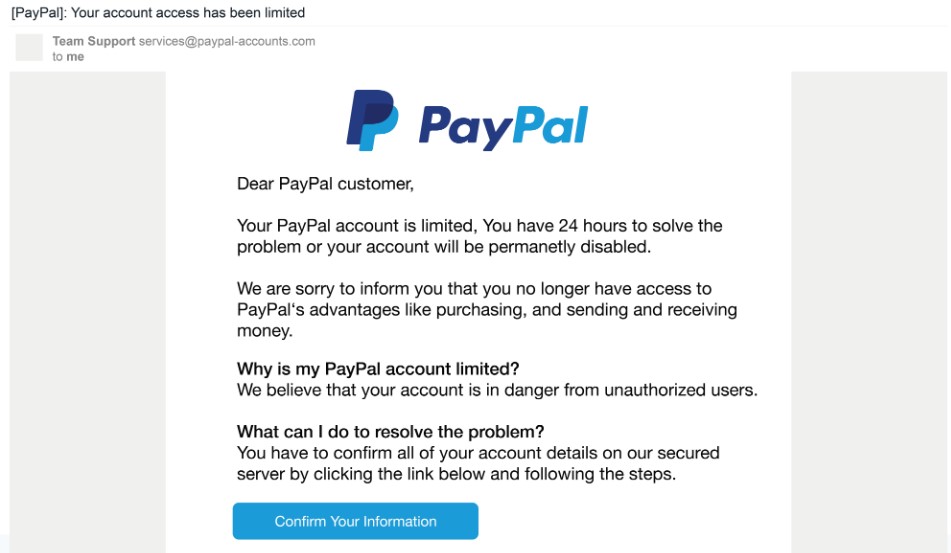 [PayPal]: Your account access has been limited
Team Support services@paypal-accounts.com
to me
PayPal
Dear PayPal customer,
Your PayPal account is limited, You have 24 hours to solve the
problem or your account will be permanetly disabled.
We are sorry to inform you that you no longer have access to
PayPal‘s advantages like purchasing, and sending and receiving
money.
Why is my PayPal account limited?
We believe that your account is in danger from unauthorized users.
What can I do to resolve the problem?
You have to confirm all of your account details on our secured
server by clicking the link below and following the steps.
Confirm Your Information